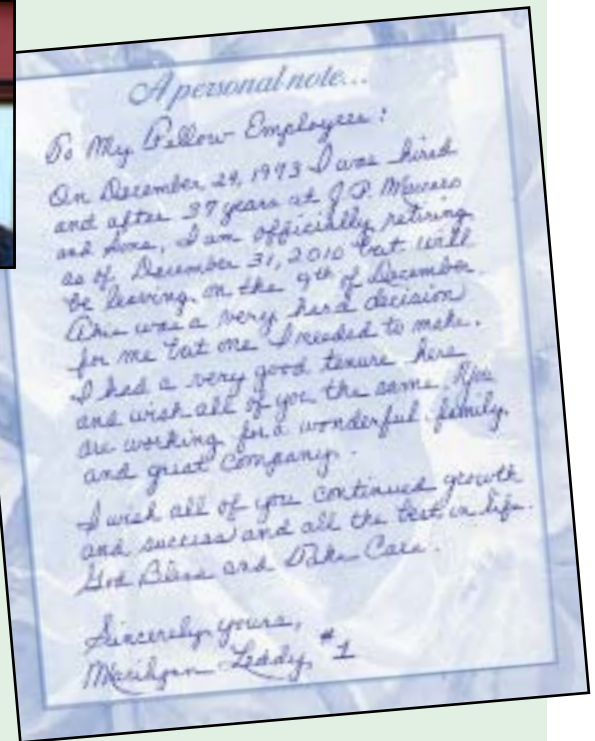 A personal note...
To My Fellow Employees:
On December 24, 1973 I was hired
and after 37 years at J.P. Mascaro
and Sons, I am officially retiring
as of December 31, 2010 but will
be leaving on the 9th of December.
This was a very hard decision
for me but one I needed to make.
I had a very good tenure here
and wish all of you the same. You
are working for a wonderful family
and great company.
I wish all of you continued growth
and success and all the best in life.
God Bless and Take Care.
Sincerely yours,
Marilynn Leddy #1